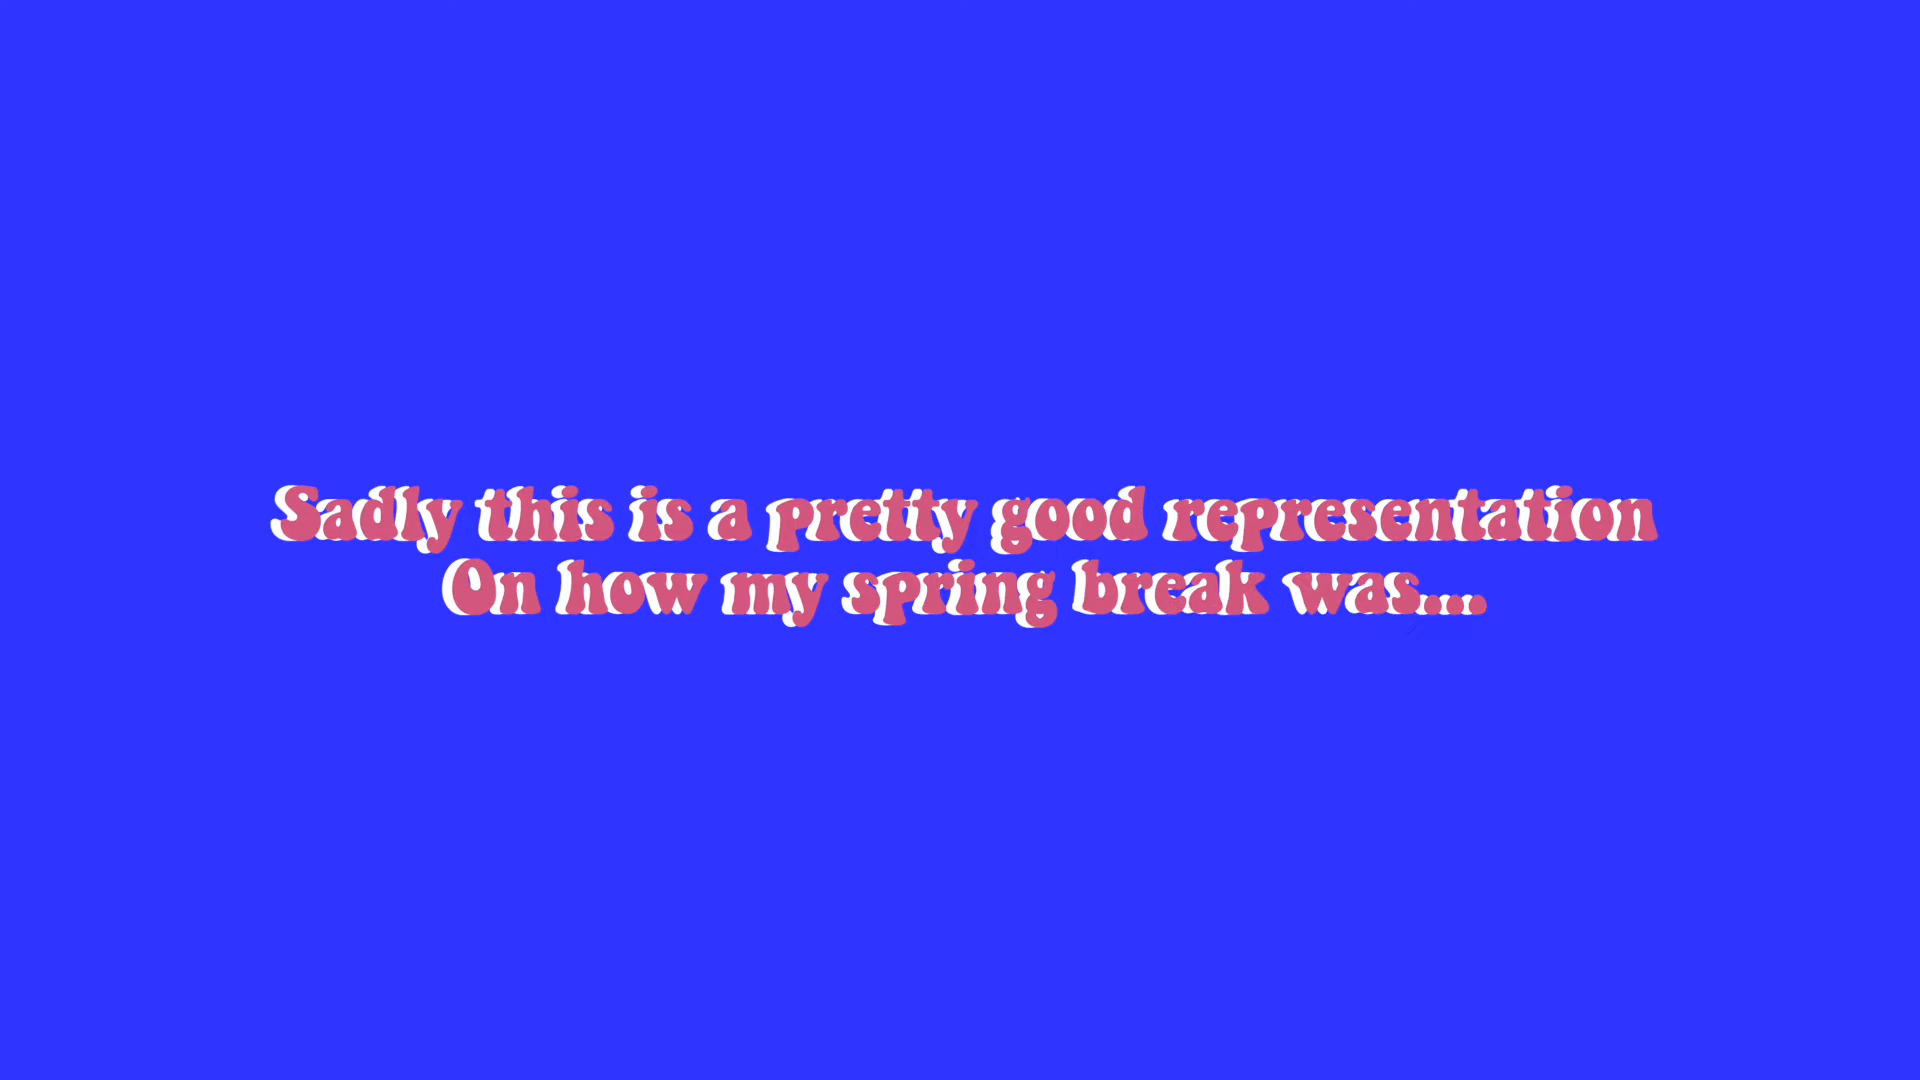 Sadly this is a pretty good representation
On how my spring break was....